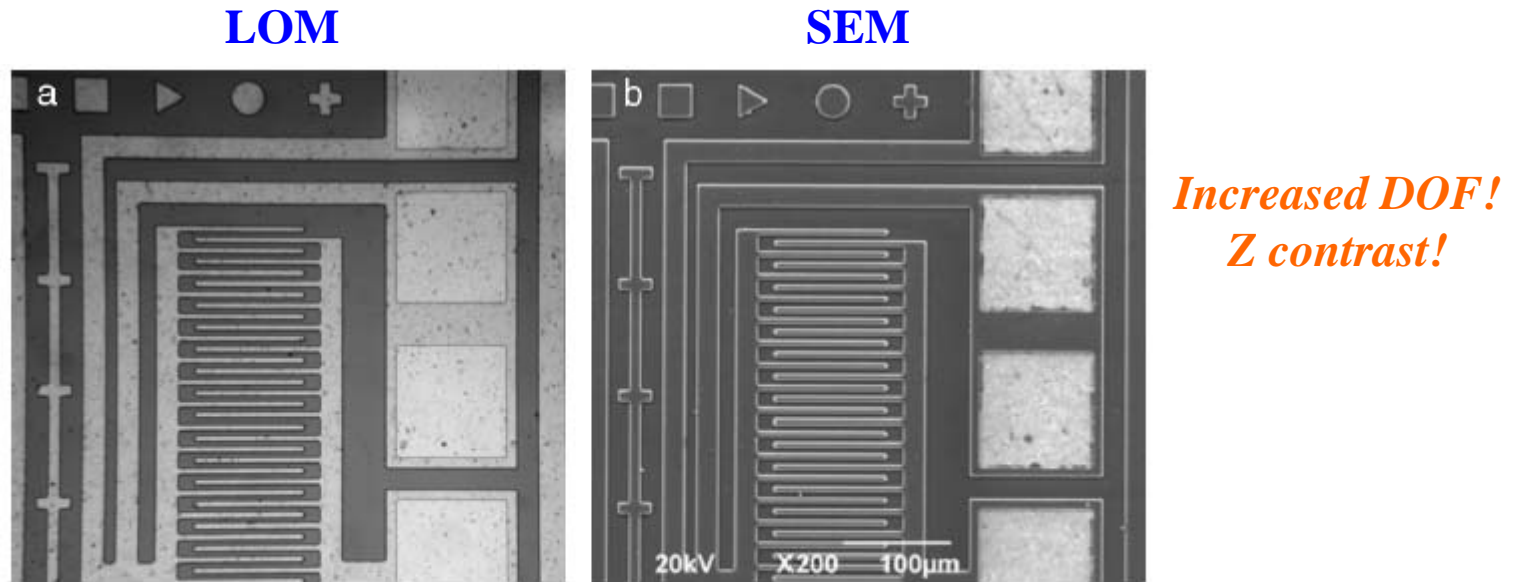 LOM
SEM
a
b
Increased DOF!
Z contrast!
20kV X200 100µm